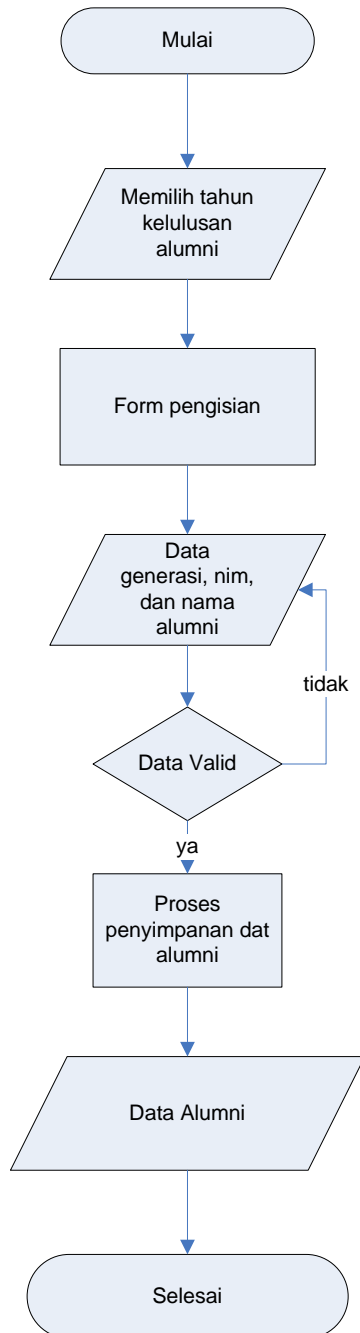 Mulai
Memilih tahun
kelulusan
alumni
Form pengisian
Data
generasi, nim,
dan nama
alumni
tidak
Data Valid
ya
Proses
penyimpanan dat
alumni
Data Alumni
Selesai